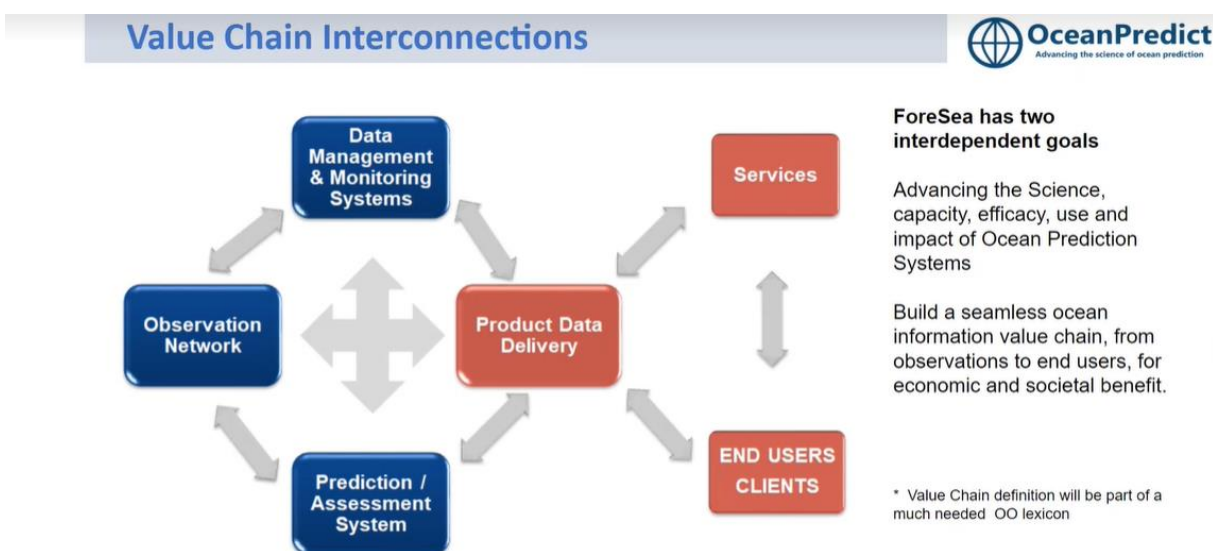 Value Chain Interconnections
OceanPredict
Advancing the science of ocean prediction
Data
Management
& Monitoring
Systems
Services
Observation
Network
Product Data
Delivery
Prediction /
Assessment
System
END USERS
CLIENTS
ForeSea has two
interdependent goals
Advancing the Science,
capacity, efficacy, use and
impact of Ocean Prediction
Systems
Build a seamless ocean
information value chain, from
observations to end users, for
economic and societal benefit.
* Value Chain definition will be part of a
much needed OO lexicon